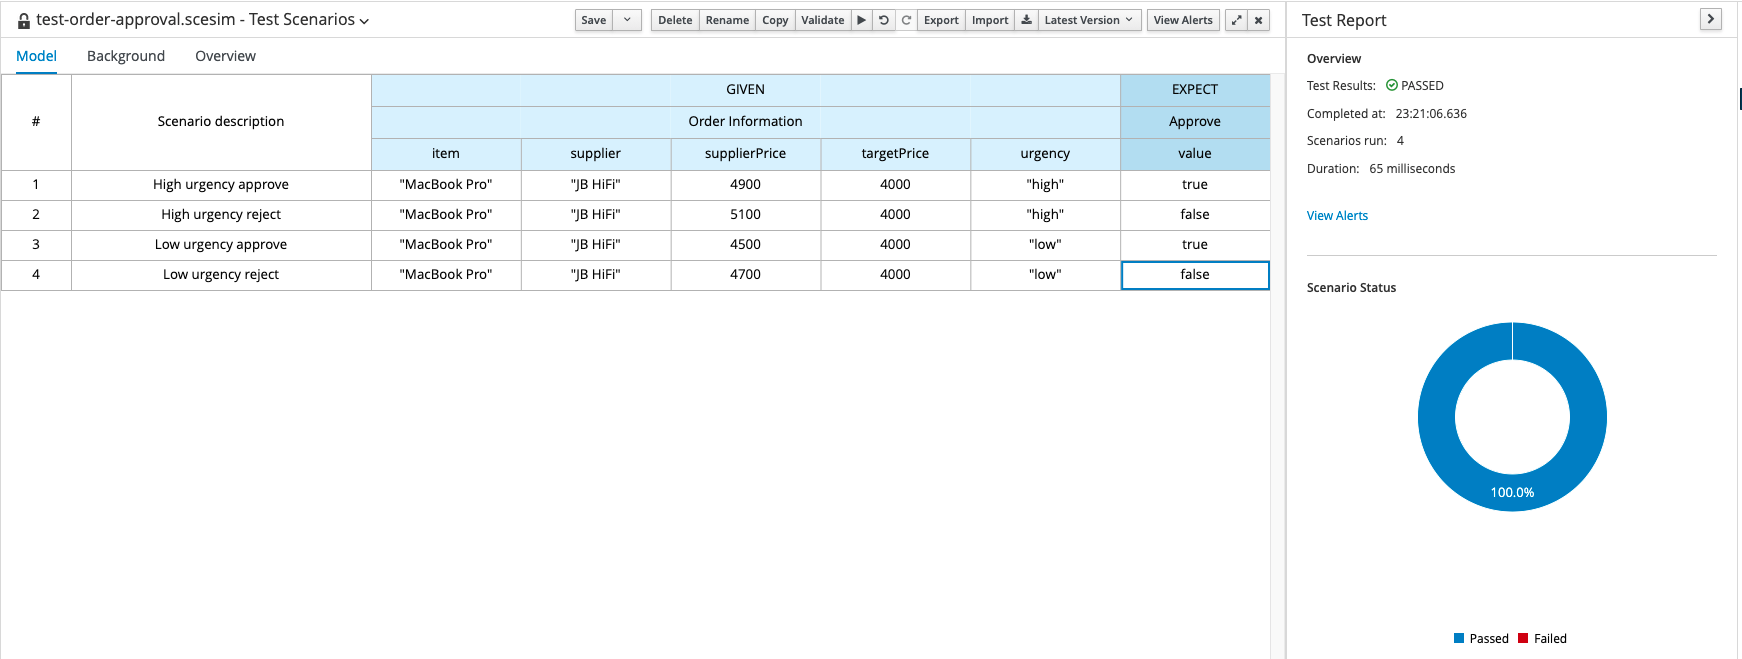 test-order-approval.scesim - Test Scenarios
Save Delete Rename Copy Validate Export Import Latest Version View Alerts
Model Background Overview
# Scenario description GIVEN EXPECT
Order Information Approve
item supplier supplierPrice targetPrice urgency value
1 High urgency approve "MacBook Pro" "JB HiFi" 4900 4000 "high" true
2 High urgency reject "MacBook Pro" "JB HiFi" 5100 4000 "high" false
3 Low urgency approve "MacBook Pro" "JB HiFi" 4500 4000 "low" true
4 Low urgency reject "MacBook Pro" "JB HiFi" 4700 4000 "low" false
Test Report
Overview
Test Results: PASSED
Completed at: 23:21:06.636
Scenarios run: 4
Duration: 65 milliseconds
View Alerts
Scenario Status
100.0%
Passed Failed